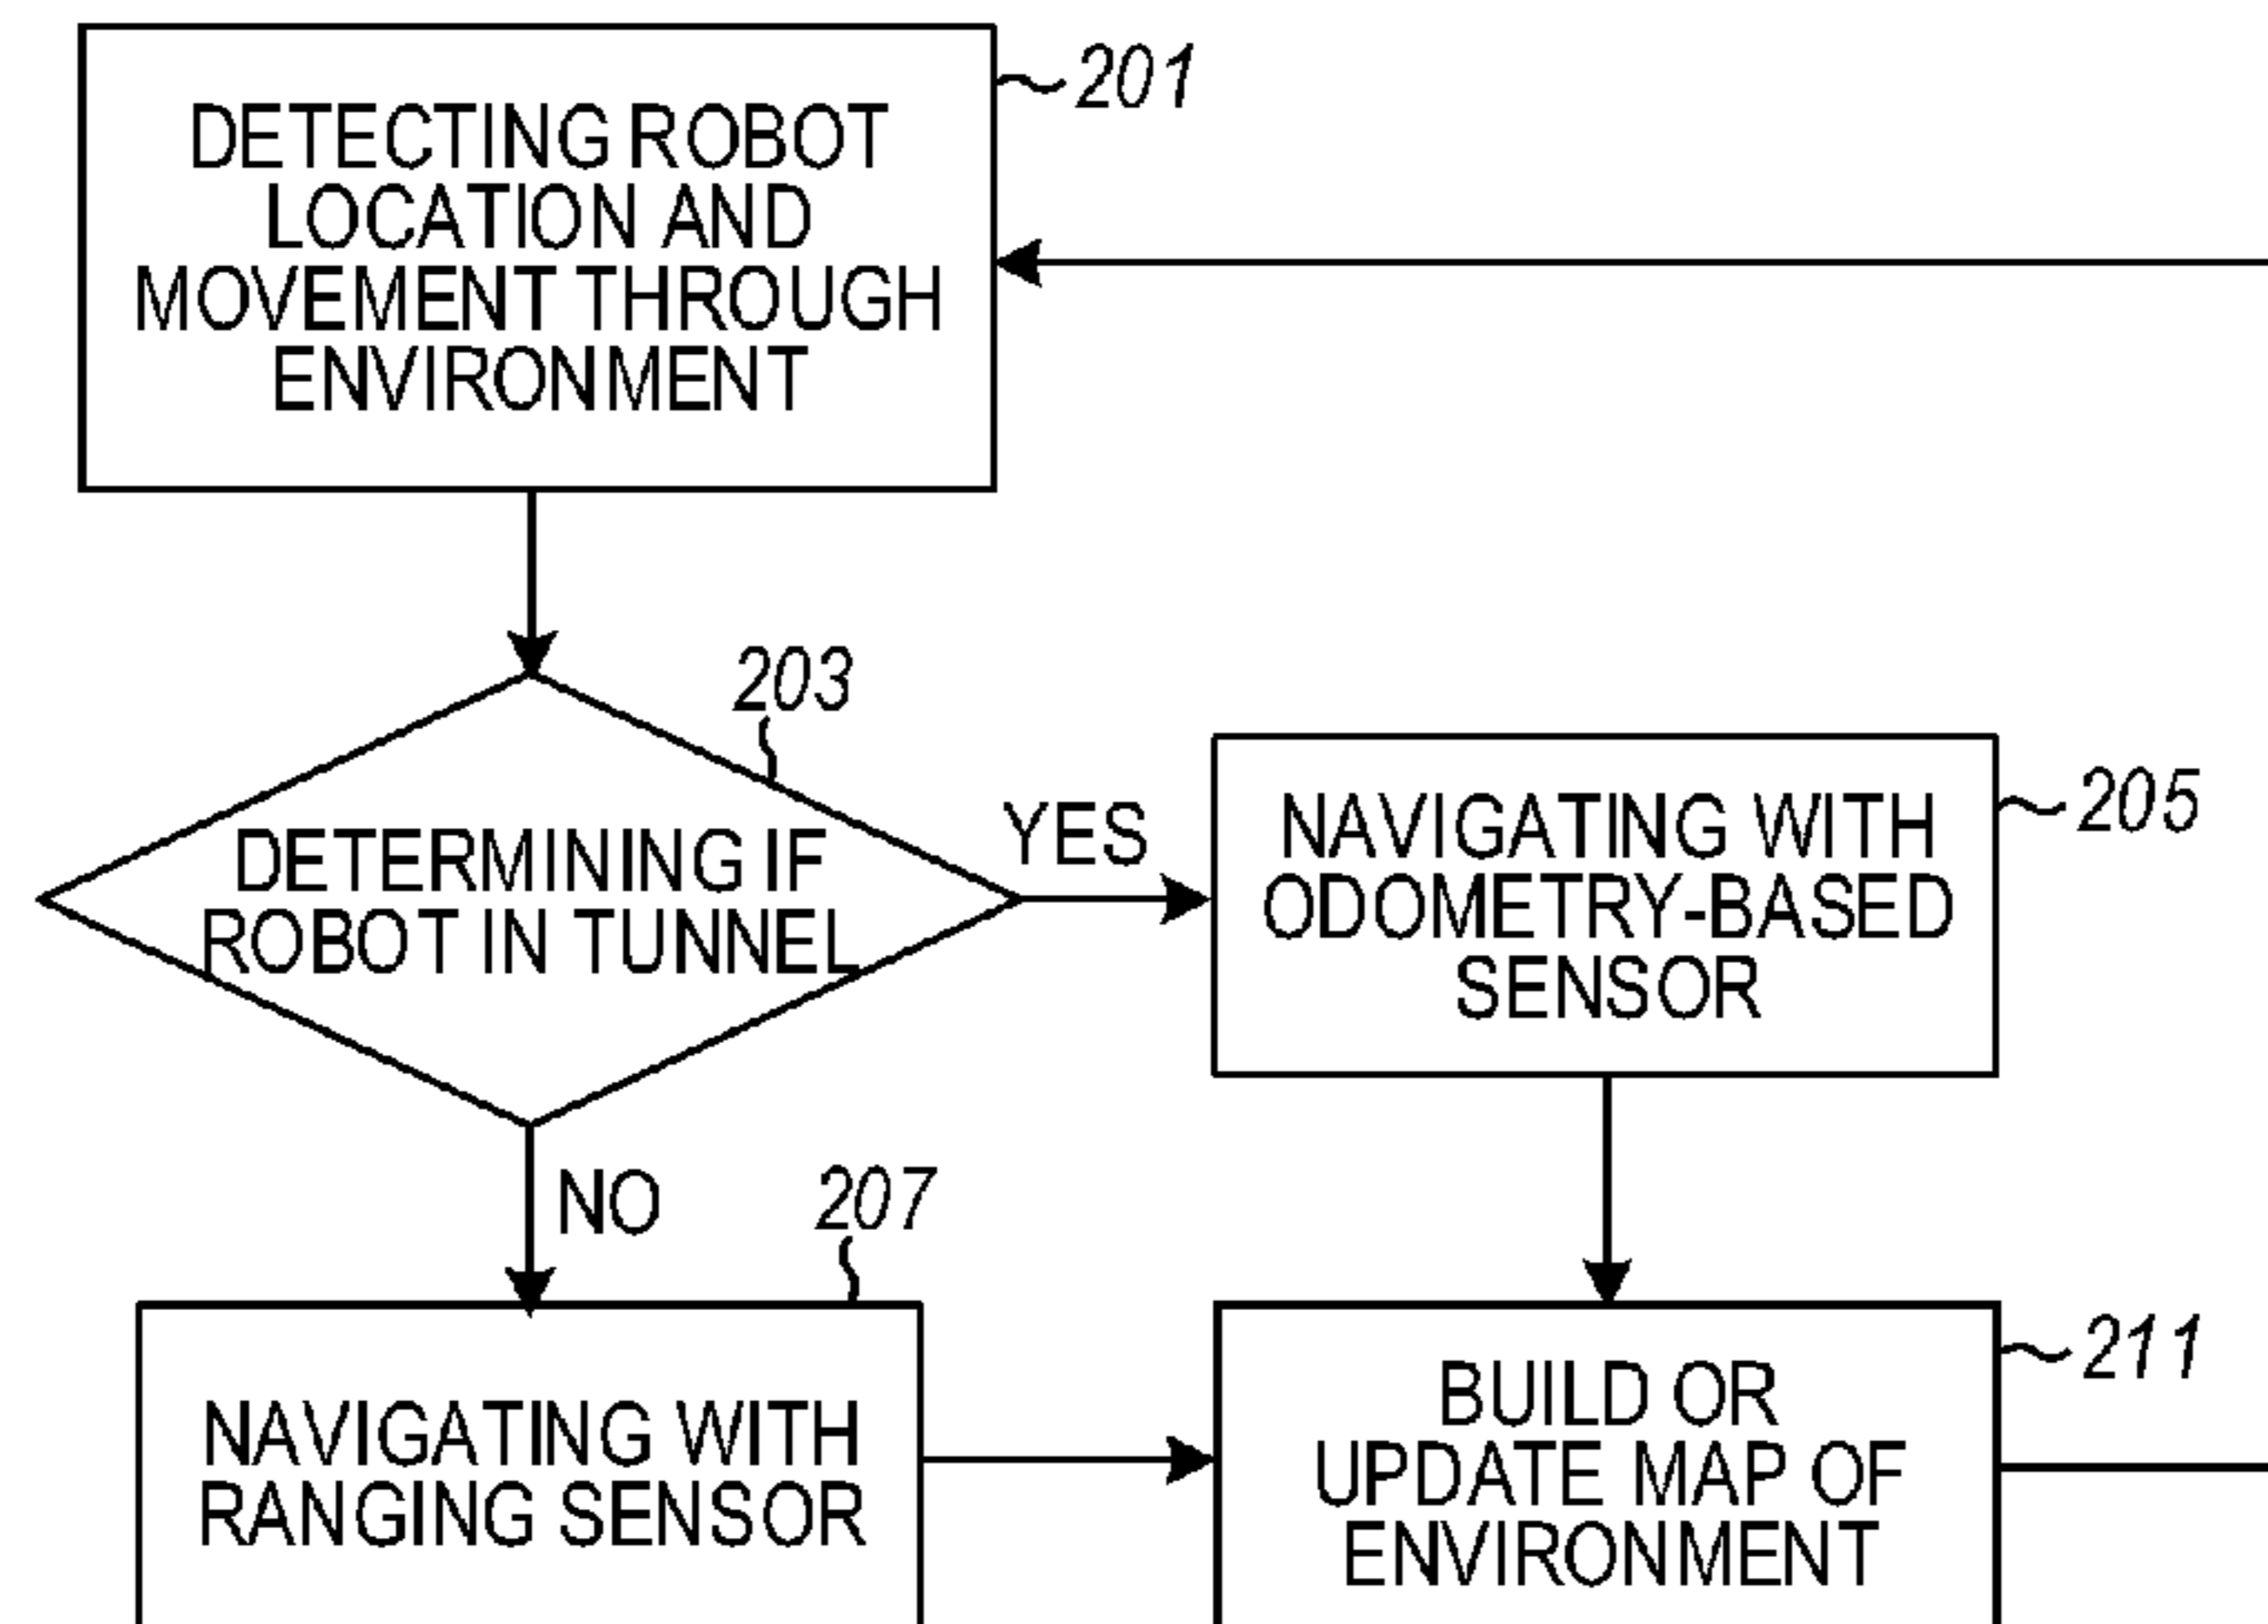 DETECTING ROBOT
LOCATION AND
MOVEMENT THROUGH
ENVIRONMENT
201
203
DETERMINING IF
ROBOT IN TUNNEL
YES
NAVIGATING WITH
ODOMETRY-BASED
SENSOR
205
NO
207
NAVIGATING WITH
RANGING SENSOR
BUILD OR
UPDATE MAP OF
ENVIRONMENT
211